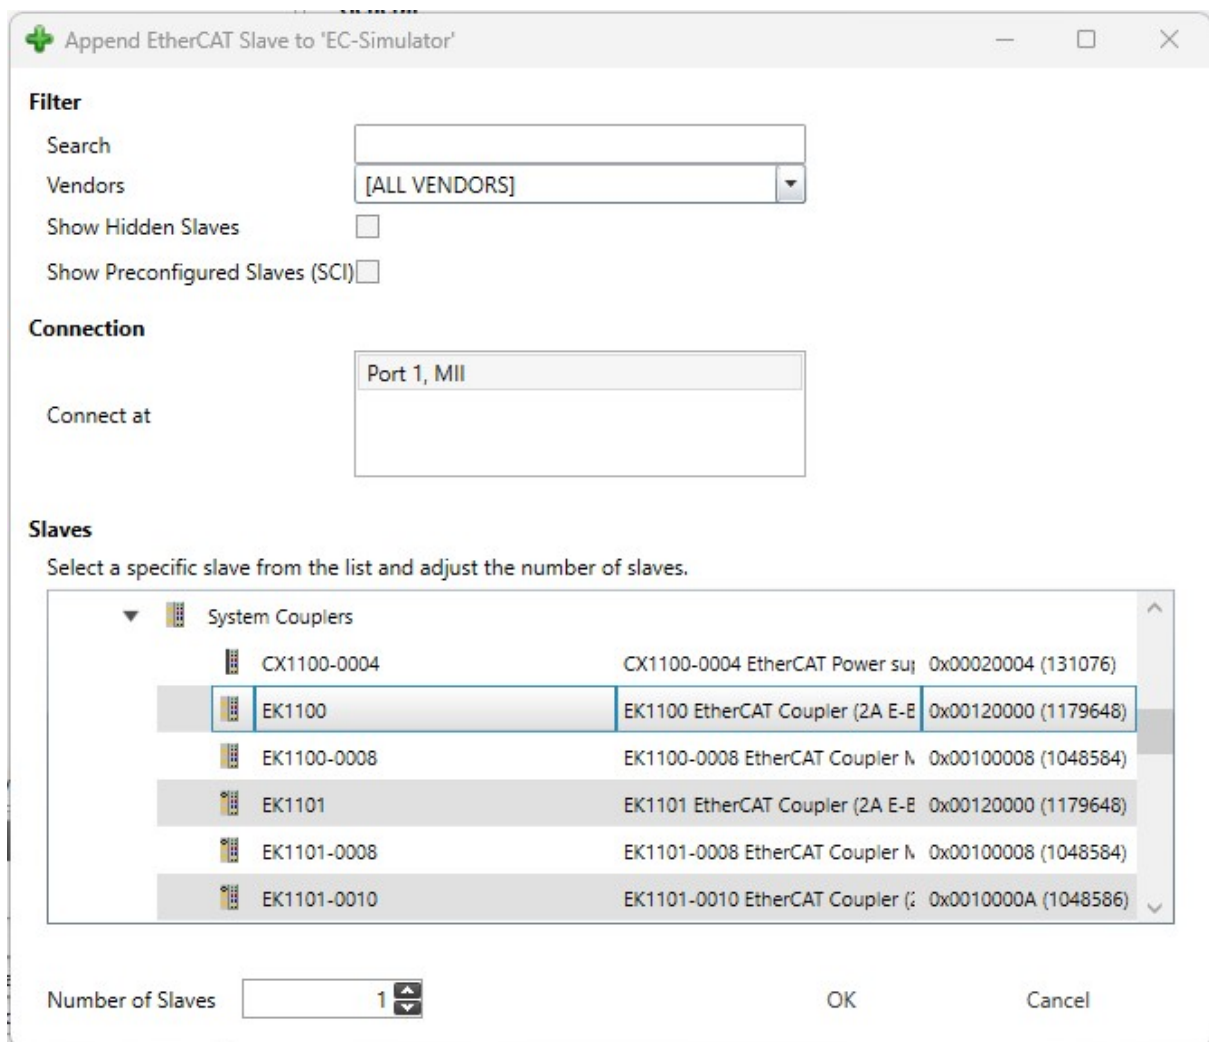 Append EtherCAT Slave to 'EC-Simulator'
Filter
Search
Vendors [ALL VENDORS]
Show Hidden Slaves
Show Preconfigured Slaves (SCI)
Connection
Port 1, MII
Connect at
Slaves
Select a specific slave from the list and adjust the number of slaves.
System Couplers
CX1100-0004 CX1100-0004 EtherCAT Power sup 0x00020004 (131076)
EK1100 EK1100 EtherCAT Coupler (2A E-B 0x00120000 (1179648)
EK1100-0008 EK1100-0008 EtherCAT Coupler 0x00100008 (1048584)
EK1101 EK1101 EtherCAT Coupler (2A E-B 0x00120000 (1179648)
EK1101-0008 EK1101-0008 EtherCAT Coupler 0x00100008 (1048584)
EK1101-0010 EK1101-0010 EtherCAT Coupler (2 0x0010000A (1048586)
Number of Slaves 1 OK Cancel